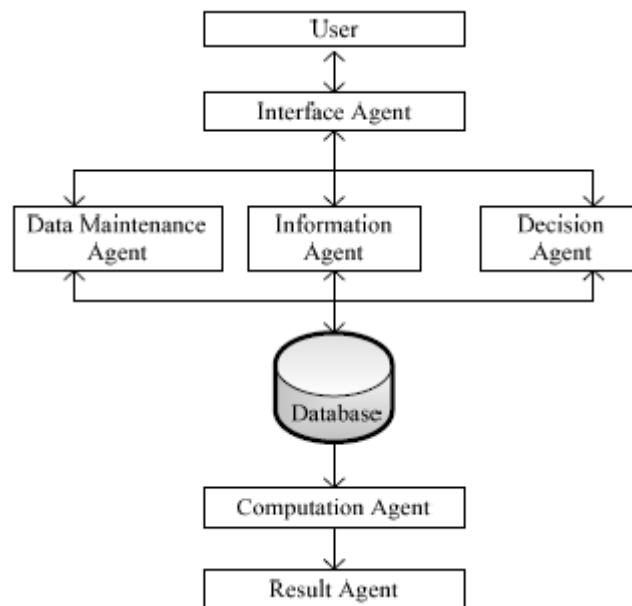 User
Interface Agent
Data Maintenance
Agent
Information
Agent
Decision
Agent
Database
Computation Agent
Result Agent